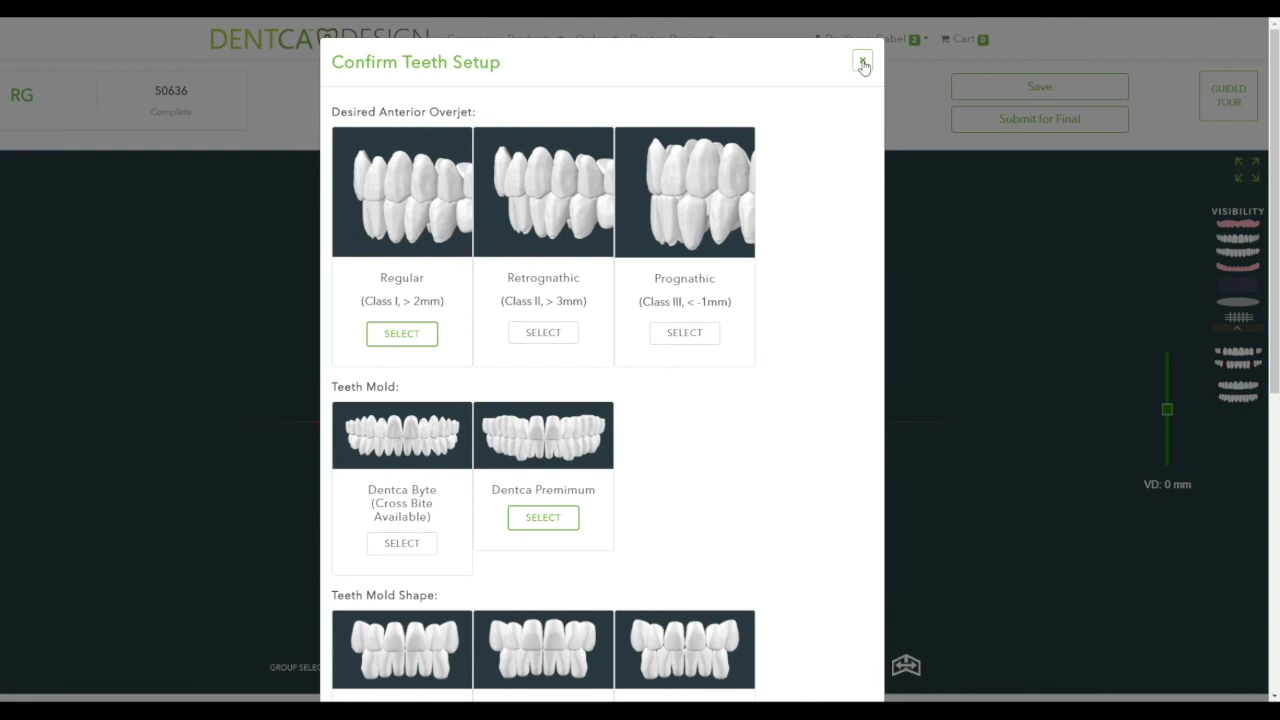 DENTCA DESIGN
Cart 0
Confirm Teeth Setup
RG
50636
Complete
Save
Submit for Final
GUIDED
TOUR
Desired Anterior Overjet:
VISIBILITY
Regular
Retrognathic
Prognathic
(Class I, > 2mm)
(Class II, > 3mm)
(Class III, < -1mm)
SELECT
SELECT
SELECT
Teeth Mold:
VD: 0 mm
Dentca Byte
(Cross Bite
Available)
SELECT
Dentca Premimum
SELECT
Teeth Mold Shape:
GROUP